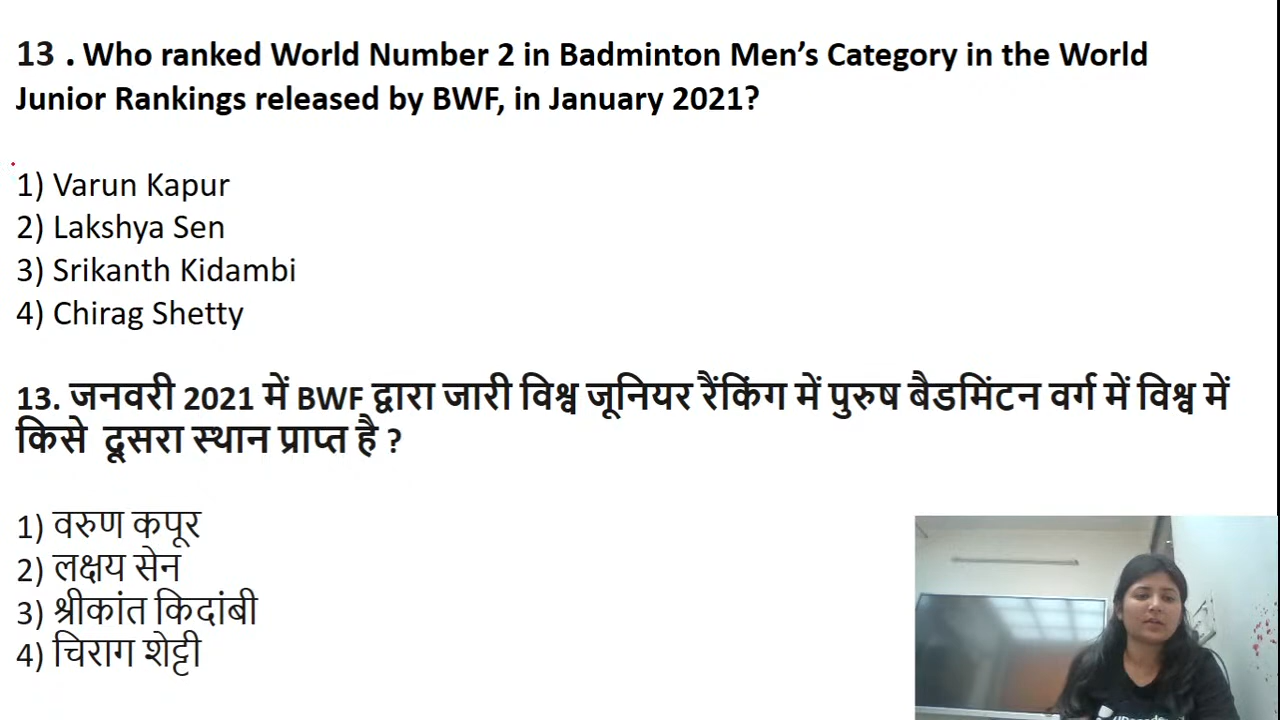 13 . Who ranked World Number 2 in Badminton Men’s Category in the World
Junior Rankings released by BWF, in January 2021?
1) Varun Kapur
2) Lakshya Sen
3) Srikanth Kidambi
4) Chirag Shetty
13. जनवरी 2021 में BWF द्वारा जारी विश्व जूनियर रैंकिंग में पुरुष बैडमिंटन वर्ग में विश्व में
किसे दूसरा स्थान प्राप्त है ?
1) वरुण कपूर
2) लक्षय सेन
3) श्रीकांत किदांबी
4) चिराग शेट्टी